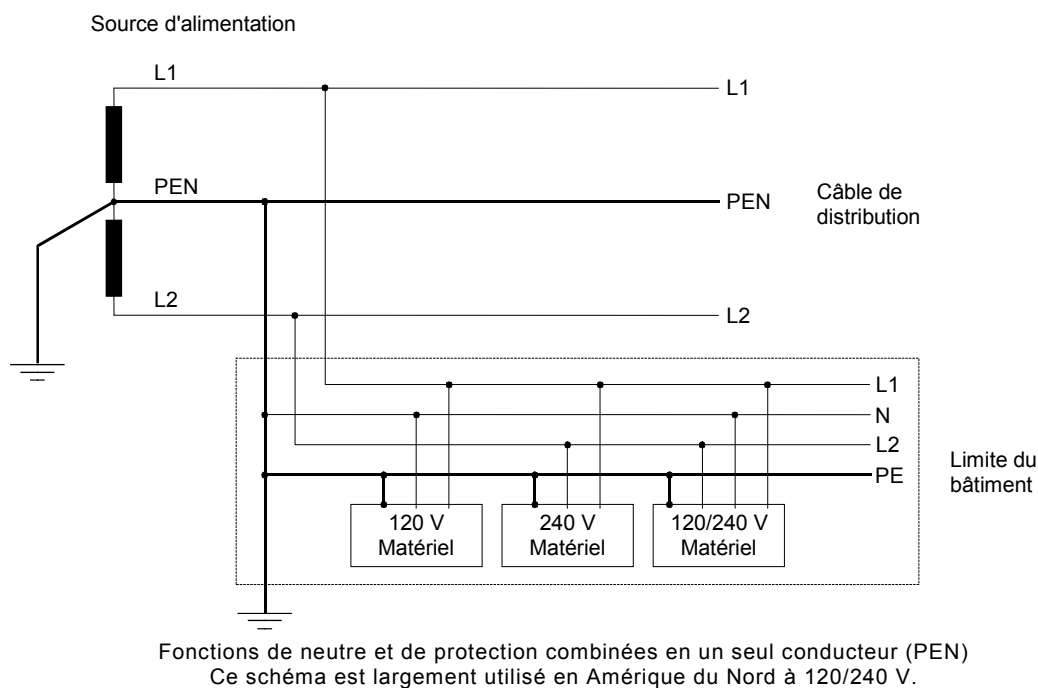 Source d'alimentation
L1
L1
PEN
PEN
Câble de
distribution
L2
L2
L1
N
L2
PE
Limite du
bâtiment
120 V
Matériel
240 V
Matériel
120/240 V
Matériel
Fonctions de neutre et de protection combinées en un seul conducteur (PEN)
Ce schéma est largement utilisé en Amérique du Nord à 120/240 V.